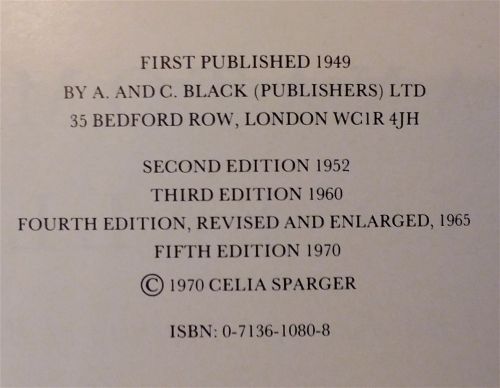 FIRST PUBLISHED 1949
BY A. AND C. BLACK (PUBLISHERS) LTD
35 BEDFORD ROW, LONDON WC1R 4JH
SECOND EDITION 1952
THIRD EDITION 1960
FOURTH EDITION, REVISED AND ENLARGED, 1965
FIFTH EDITION 1970
© 1970 CELIA SPARGER
ISBN: 0-7136-1080-8